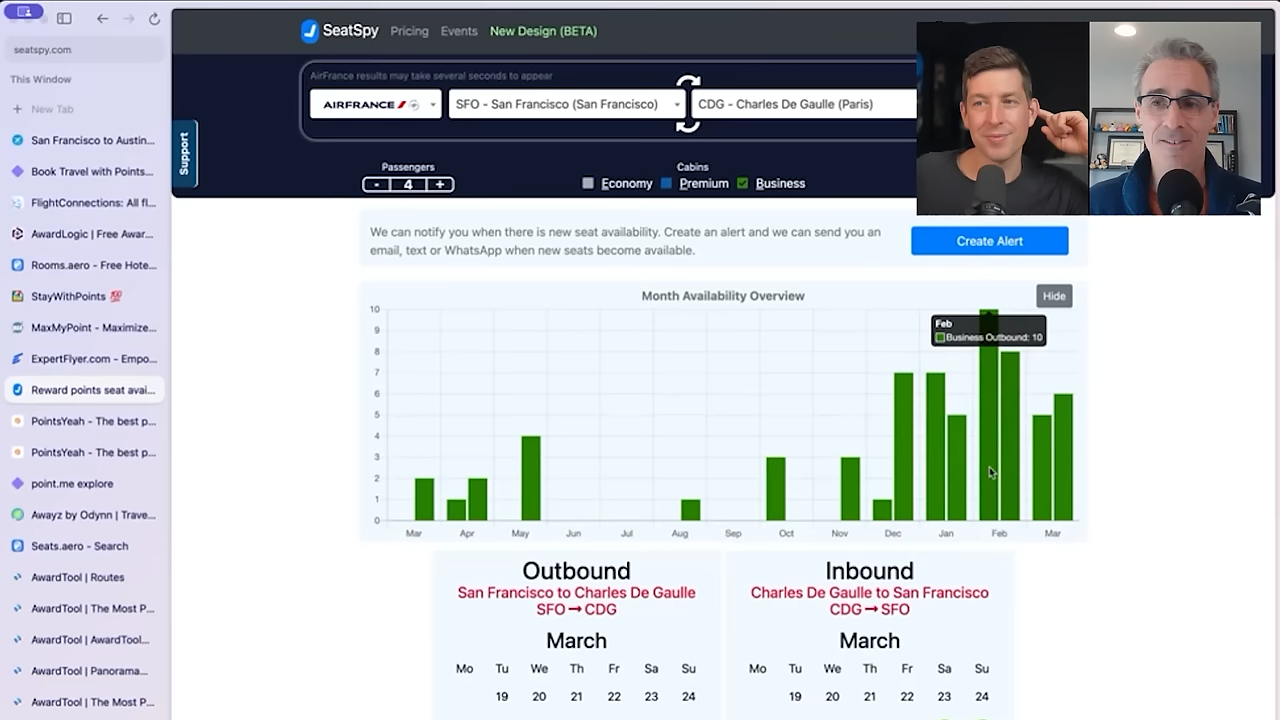 seatspy.com
This Window
New Tab
San Francisco to Austin...
Book Travel with Points...
FlightConnections: All fl...
AwardLogic | Free Awar...
Rooms.aero - Free Hote...
StayWithPoints 💯
MaxMyPoint - Maximize...
ExpertFlyer.com - Empo...
Reward points seat avai...
PointsYeah - The best p...
PointsYeah - The best p...
point.me explore
Awayz by Odynn | Trave...
Seats.aero - Search
AwardTool | Routes
AwardTool | The Most P...
AwardTool | AwardTool...
AwardTool | Panorama...
AwardTool | The Most P...
SeatSpy Pricing Events New Design (BETA)
AirFrance results may take several seconds to appear
AIRFRANCE SFO - San Francisco (San Francisco) CDG - Charles De Gaulle (Paris)
Support
Passengers Cabins
- 4 + Economy Premium Business
We can notify you when there is new seat availability. Create an alert and we can send you an
email, text or WhatsApp when new seats become available.
Create Alert
Month Availability Overview
Hide
10
9
8
7
6
5
4
3
2
1
0
Feb
Business Outbound: 10
Mar Apr May Jun Jul Aug Sep Oct Nov Dec Jan Feb Mar
Outbound
San Francisco to Charles De Gaulle
SFO → CDG
March
Mo Tu We Th Fr Sa Su
19 20 21 22 23 24
Inbound
Charles De Gaulle to San Francisco
CDG → SFO
March
Mo Tu We Th Fr Sa Su
19 20 21 22 23 24